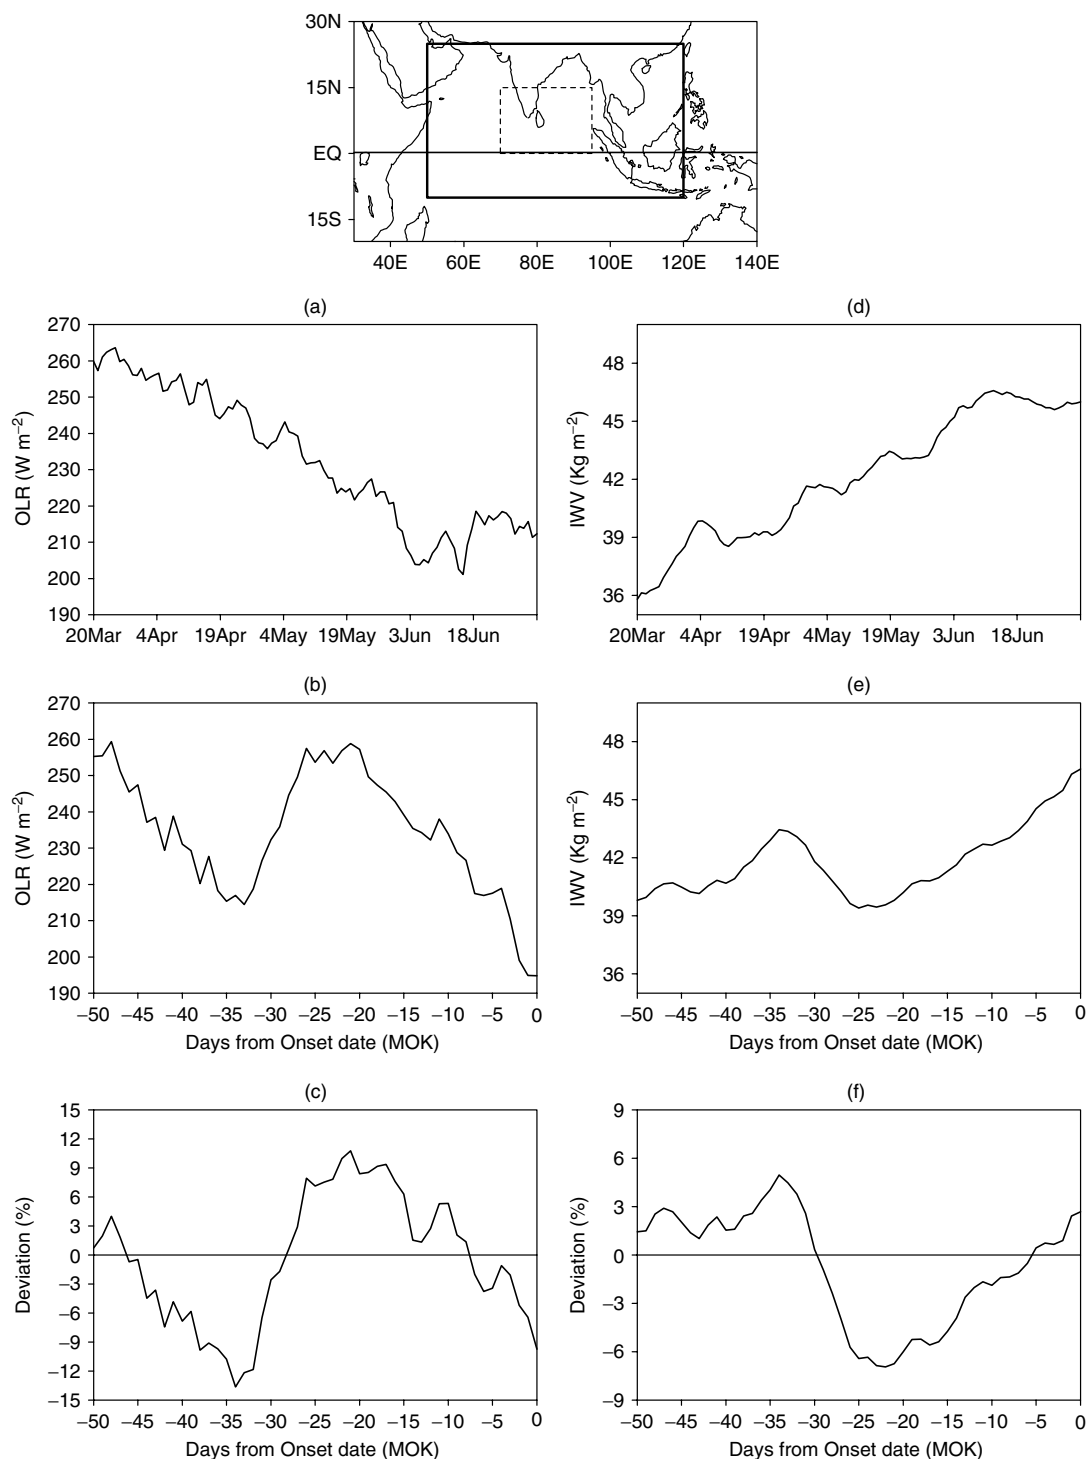 30N
15N
EQ
15S
40E 60E 80E 100E 120E 140E
(a)
270
260
250
240
230
220
210
200
190
OLR (W m−2)
20Mar 4Apr 19Apr 4May 19May 3Jun 18Jun
(d)
48
45
42
39
36
IWV (Kg m−2)
20Mar 4Apr 19Apr 4May 19May 3Jun 18Jun
(b)
270
260
250
240
230
220
210
200
190
OLR (W m−2)
−50 −45 −40 −35 −30 −25 −20 −15 −10 −5 0
Days from Onset date (MOK)
(e)
48
45
42
39
36
IWV (Kg m−2)
−50 −45 −40 −35 −30 −25 −20 −15 −10 −5 0
Days from Onset date (MOK)
(c)
15
12
9
6
3
0
−3
−6
−9
−12
−15
Deviation (%)
−50 −45 −40 −35 −30 −25 −20 −15 −10 −5 0
Days from Onset date (MOK)
(f)
9
6
3
0
−3
−6
−9
Deviation (%)
−50 −45 −40 −35 −30 −25 −20 −15 −10 −5 0
Days from Onset date (MOK)